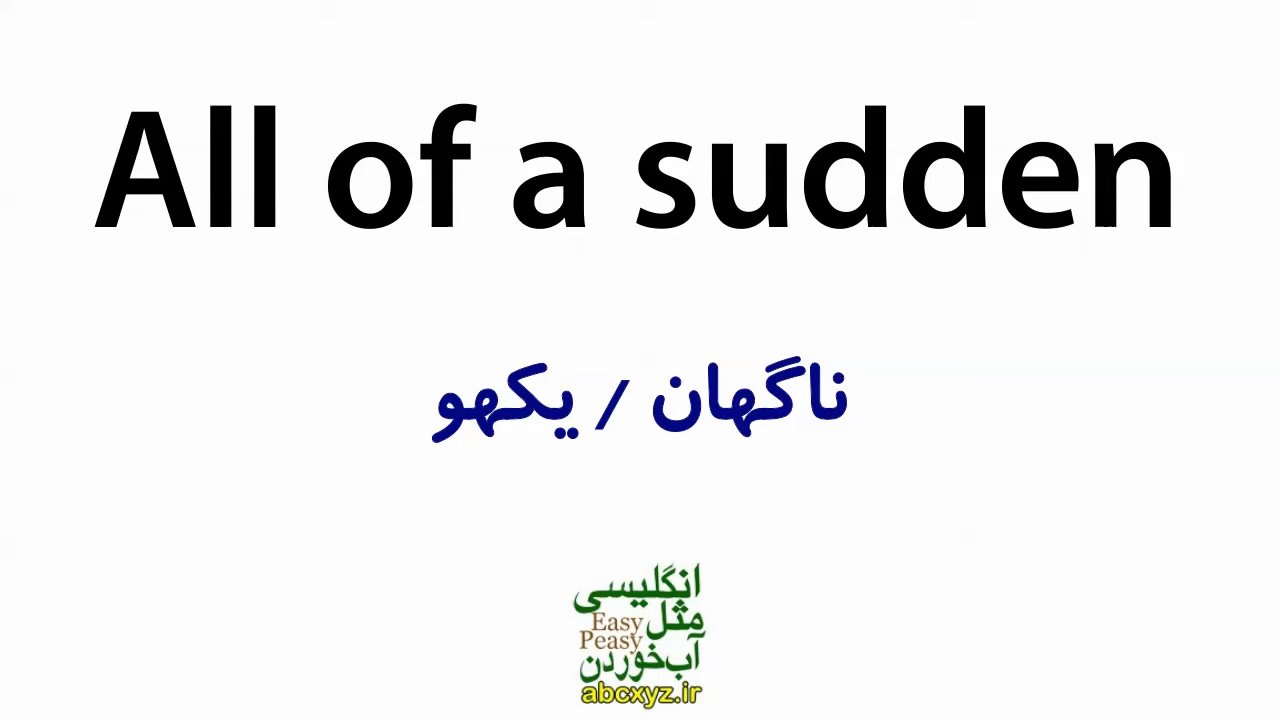 All of a sudden
ناگهان / یکهو
انگلیسی
مثل Easy
Peasy
آب‌خوردن
abcxyz.ir